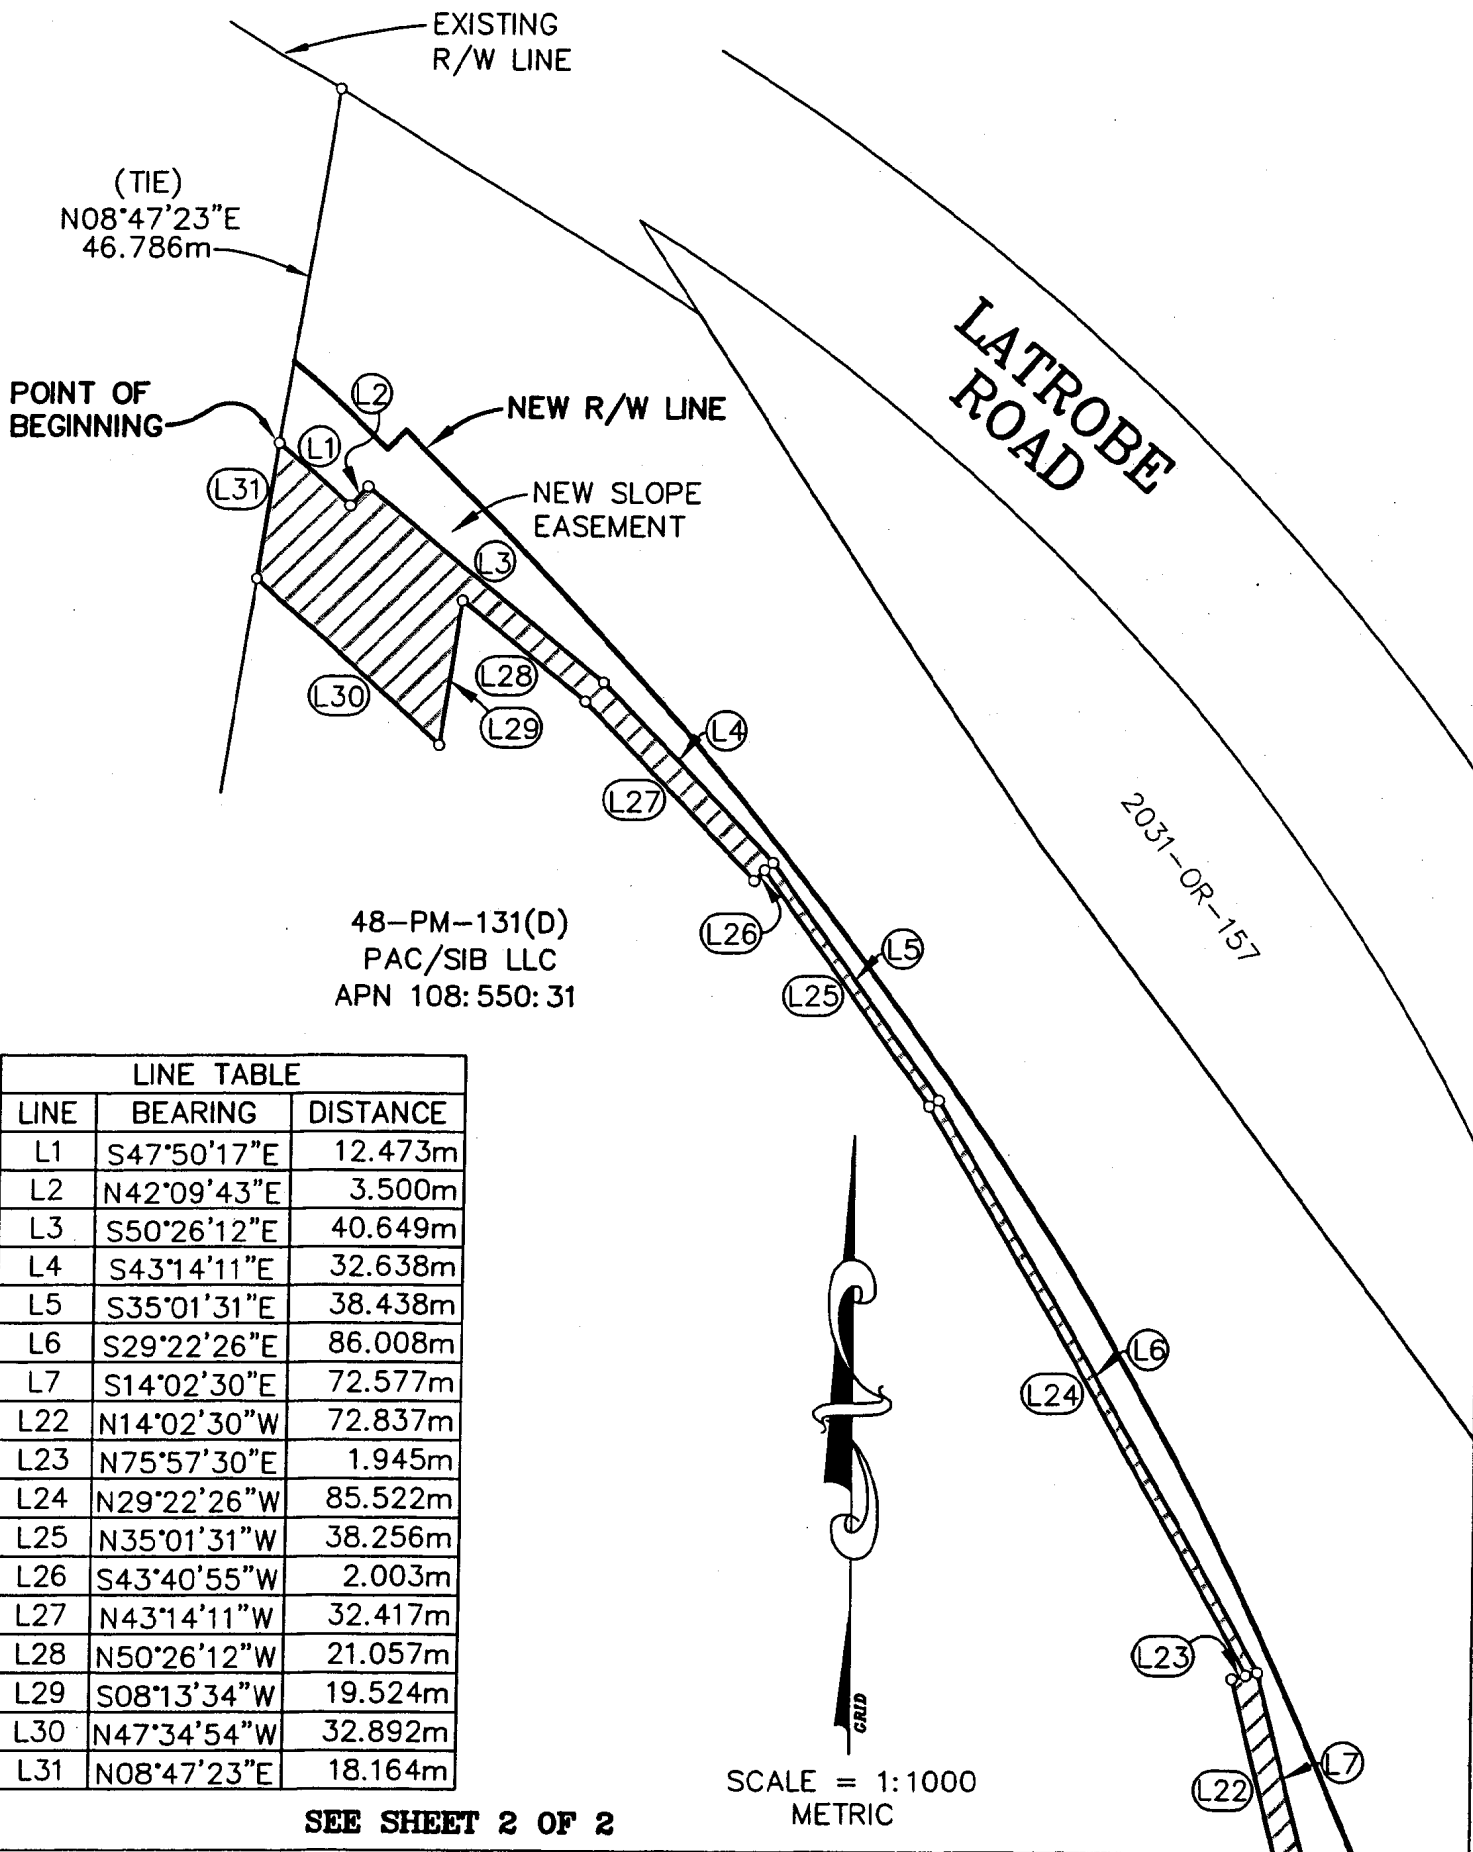 EXISTING
R/W LINE
(TIE)
N08°47'23"E
46.786m
POINT OF
BEGINNING
L2
L1
NEW R/W LINE
L31
NEW SLOPE
EASEMENT
L3
LATROBE
ROAD
L28
L30
L29
L4
L27
2031-OR-157
L26
L5
L25
48-PM-131(D)
PAC/SIB LLC
APN 108:550:31
LINE TABLE
LINE BEARING DISTANCE
L1 S47°50'17"E 12.473m
L2 N42°09'43"E 3.500m
L3 S50°26'12"E 40.649m
L4 S43°14'11"E 32.638m
L5 S35°01'31"E 38.438m
L6 S29°22'26"E 86.008m
L7 S14°02'30"E 72.577m
L22 N14°02'30"W 72.837m
L23 N75°57'30"E 1.945m
L24 N29°22'26"W 85.522m
L25 N35°01'31"W 38.256m
L26 S43°40'55"W 2.003m
L27 N43°14'11"W 32.417m
L28 N50°26'12"W 21.057m
L29 S08°13'34"W 19.524m
L30 N47°34'54"W 32.892m
L31 N08°47'23"E 18.164m
L6
L24
L23
GRID
L7
L22
SCALE = 1:1000
METRIC
SEE SHEET 2 OF 2